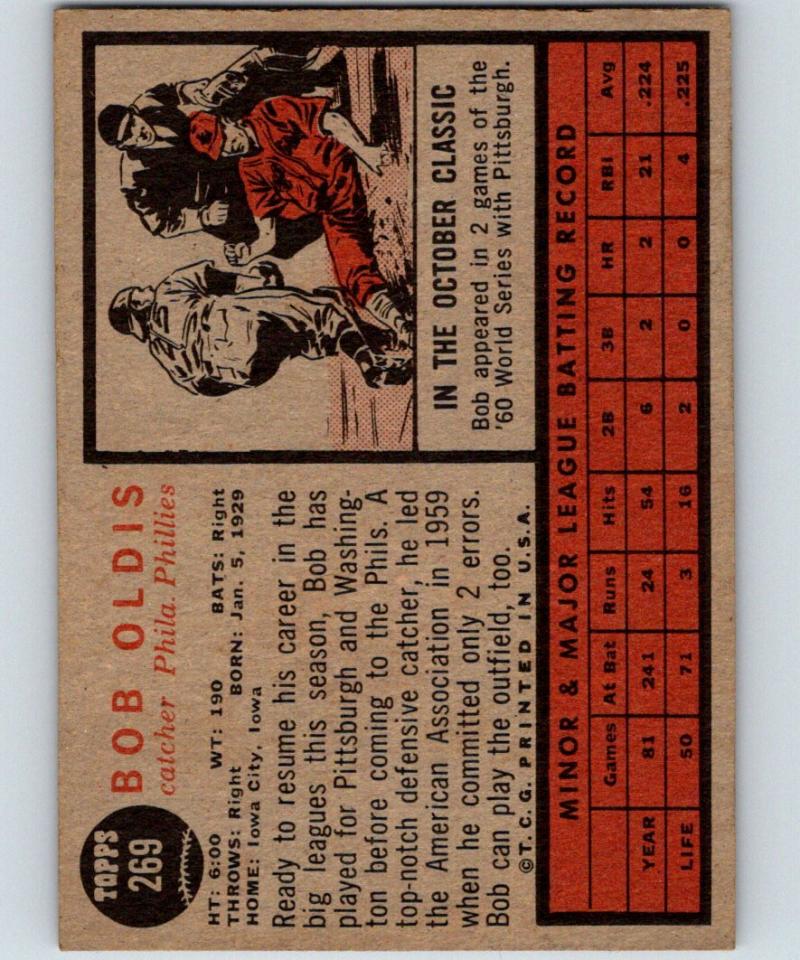 TOPPS
269
BOB OLDIS
catcher Phila. Phillies
HT: 6:00 WT: 190 BATS: Right
THROWS: Right BORN: Jan. 5, 1929
HOME: Iowa City, Iowa
Ready to resume his career in the
big leagues this season, Bob has
played for Pittsburgh and Washing-
ton before coming to the Phils. A
top-notch defensive catcher, he led
the American Association in 1959
when he committed only 2 errors.
Bob can play the outfield, too.
© T. C. G. PRINTED IN U. S. A.
IN THE OCTOBER CLASSIC
Bob appeared in 2 games of the
'60 World Series with Pittsburgh.
MINOR & MAJOR LEAGUE BATTING RECORD
Games At Bat Runs Hits 2B 3B HR RBI Avg
YEAR 81 241 24 54 6 2 2 21 .224
LIFE 50 71 3 16 2 0 0 4 .225